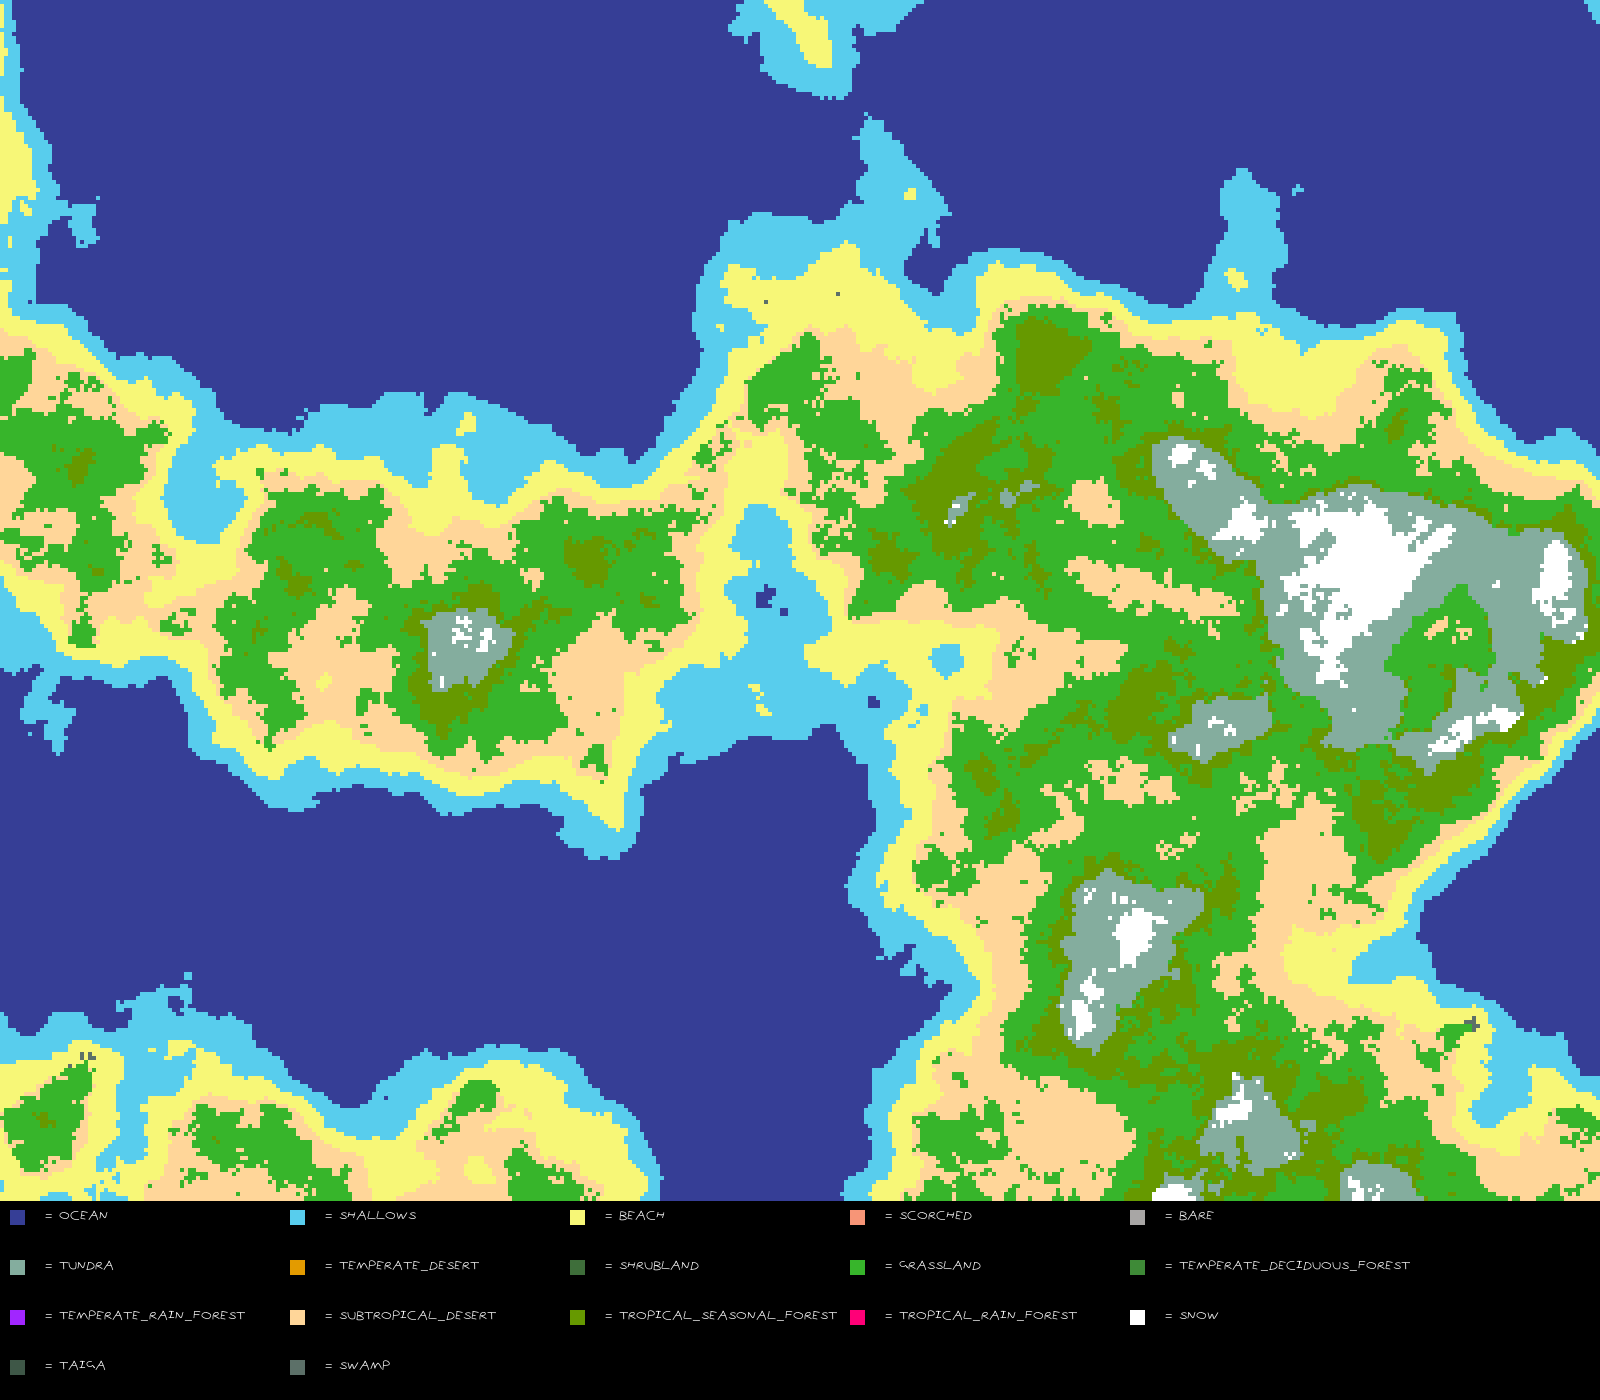 = OCEAN = SHALLOWS = BEACH = SCORCHED = BARE
= TUNDRA = TEMPERATE_DESERT = SHRUBLAND = GRASSLAND = TEMPERATE_DECIDUOUS_FOREST
= TEMPERATE_RAIN_FOREST = SUBTROPICAL_DESERT = TROPICAL_SEASONAL_FOREST = TROPICAL_RAIN_FOREST = SNOW
= TAIGA = SWAMP